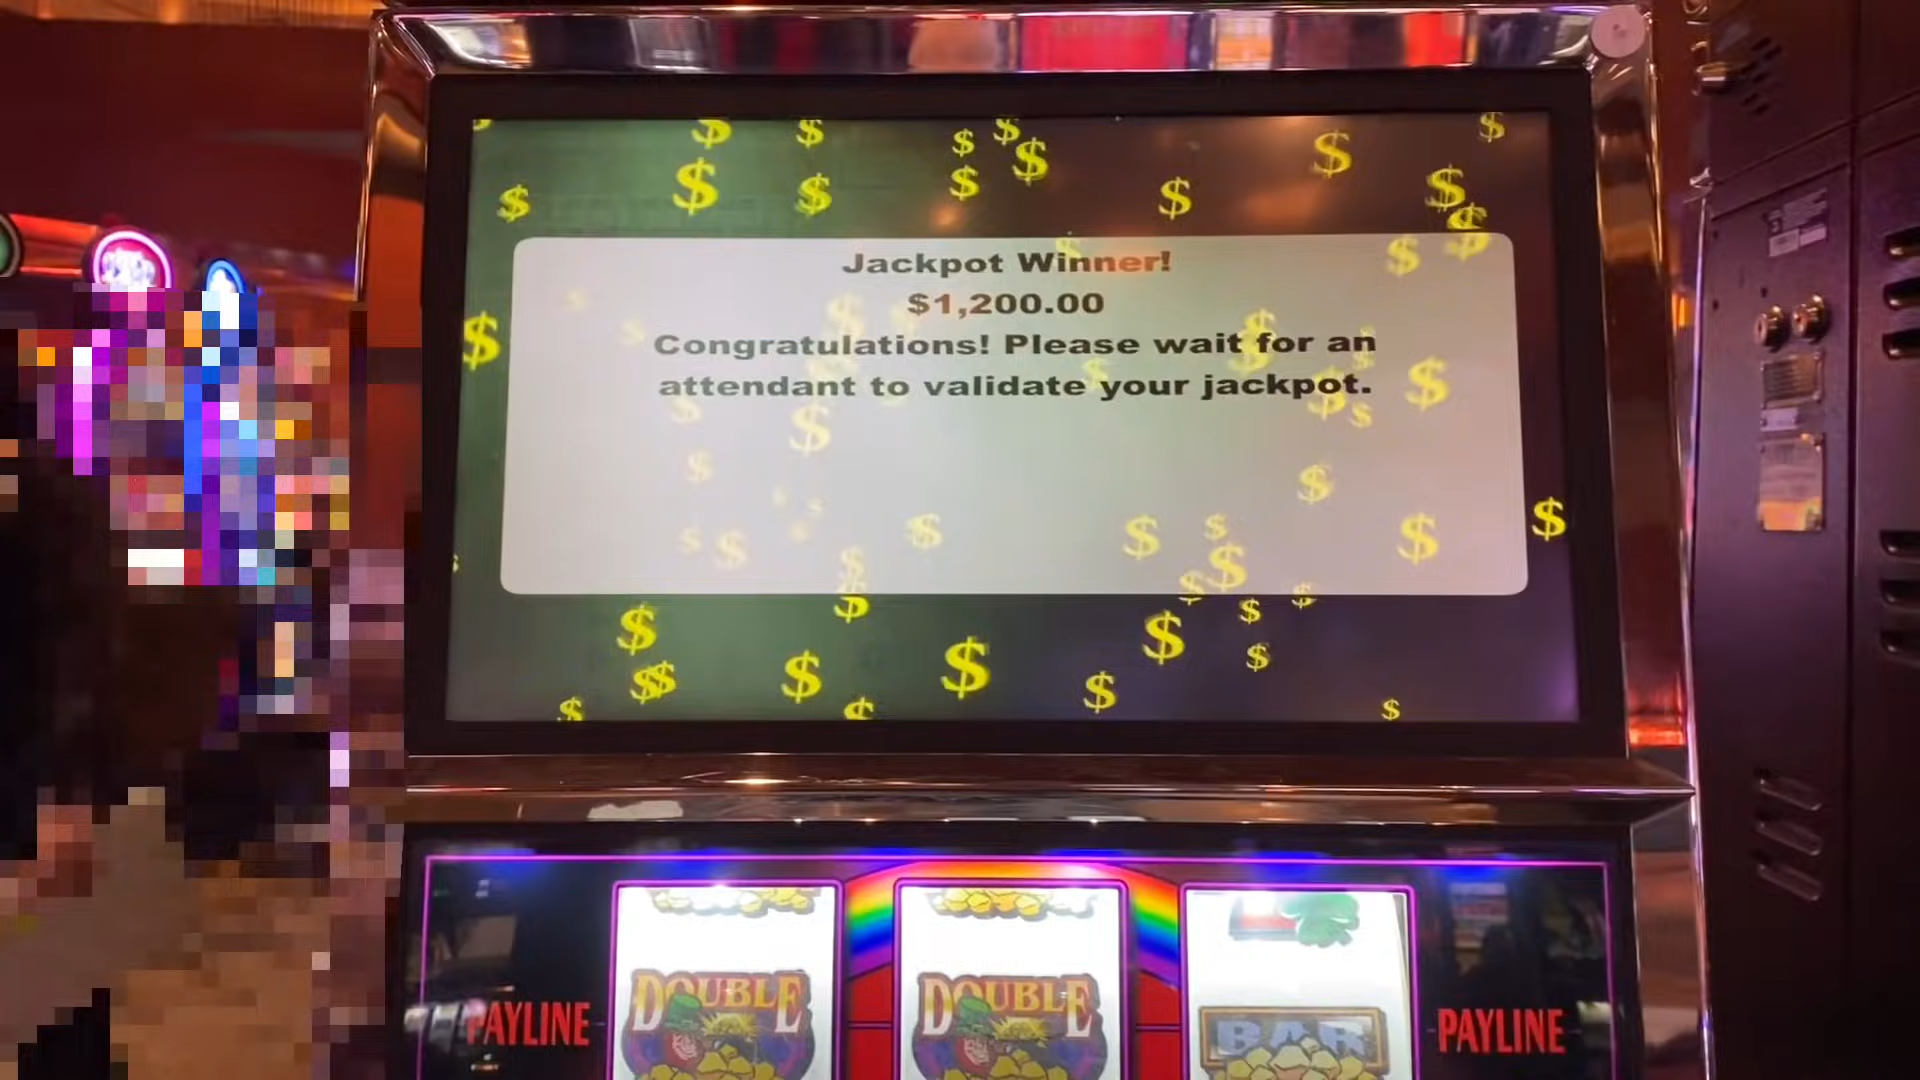 Jackpot Winner!
$1,200.00
Congratulations! Please wait for an
attendant to validate your jackpot.
PAYLINE
DOUBLE
DOUBLE
BAR
PAYLINE